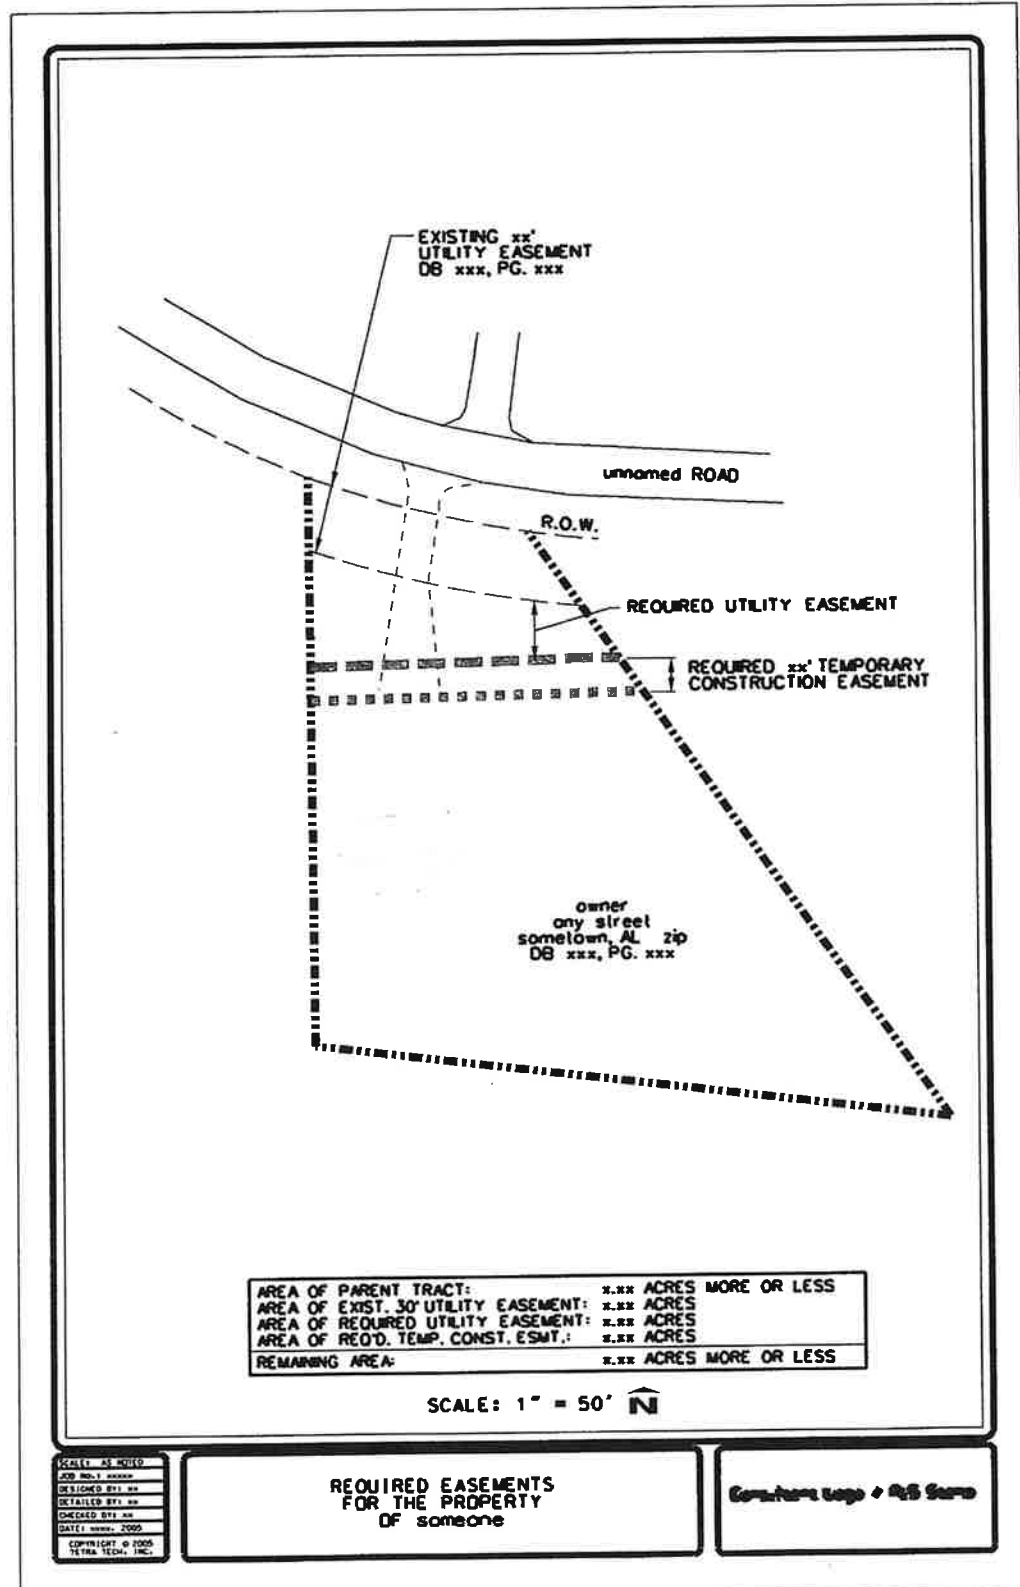 EXISTING xx'
UTILITY EASEMENT
DB xxx, PG. xxx
unnamed ROAD
R.O.W.
REQUIRED UTILITY EASEMENT
REQUIRED xx' TEMPORARY
CONSTRUCTION EASEMENT
owner
any street
sometown, AL zip
DB xxx, PG. xxx
AREA OF PARENT TRACT: x.xx ACRES MORE OR LESS
AREA OF EXIST. 30' UTILITY EASEMENT: x.xx ACRES
AREA OF REQUIRED UTILITY EASEMENT: x.xx ACRES
AREA OF REQ'D. TEMP. CONST. ESMT.: x.xx ACRES
REMAINING AREA: x.xx ACRES MORE OR LESS
SCALE: 1" = 50' N
SCALE: AS NOTED
JOB NO.: xxxxx
DESIGNED BY: xx
DETAILED BY: xx
CHECKED BY: xx
DATE: xxxx, 2005
COPYRIGHT © 2005
TETRA TECH, INC.
REQUIRED EASEMENTS
FOR THE PROPERTY
OF someone
Consultant Logo & PLS Stamp